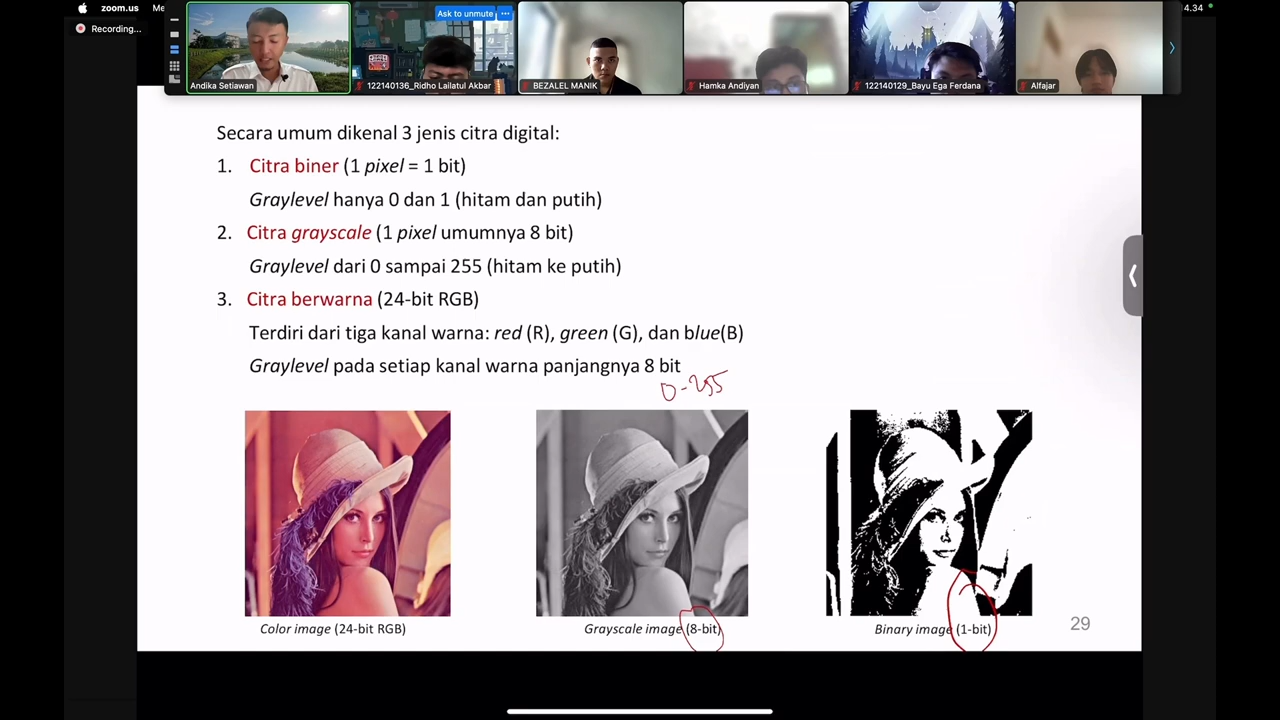 zoom.us Me
4.34
Recording...
Ask to unmute ...
Andika Setiawan
122140136_Ridho Lailatul Akbar
BEZALEL MANIK
Hamka Andiyan
122140129_Bayu Ega Ferdana
Alfajar
Secara umum dikenal 3 jenis citra digital:
1. Citra biner (1 pixel = 1 bit)
Graylevel hanya 0 dan 1 (hitam dan putih)
2. Citra grayscale (1 pixel umumnya 8 bit)
Graylevel dari 0 sampai 255 (hitam ke putih)
3. Citra berwarna (24-bit RGB)
Terdiri dari tiga kanal warna: red (R), green (G), dan blue(B)
Graylevel pada setiap kanal warna panjangnya 8 bit
0-255
Color image (24-bit RGB)
Grayscale image (8-bit)
Binary image (1-bit)
29